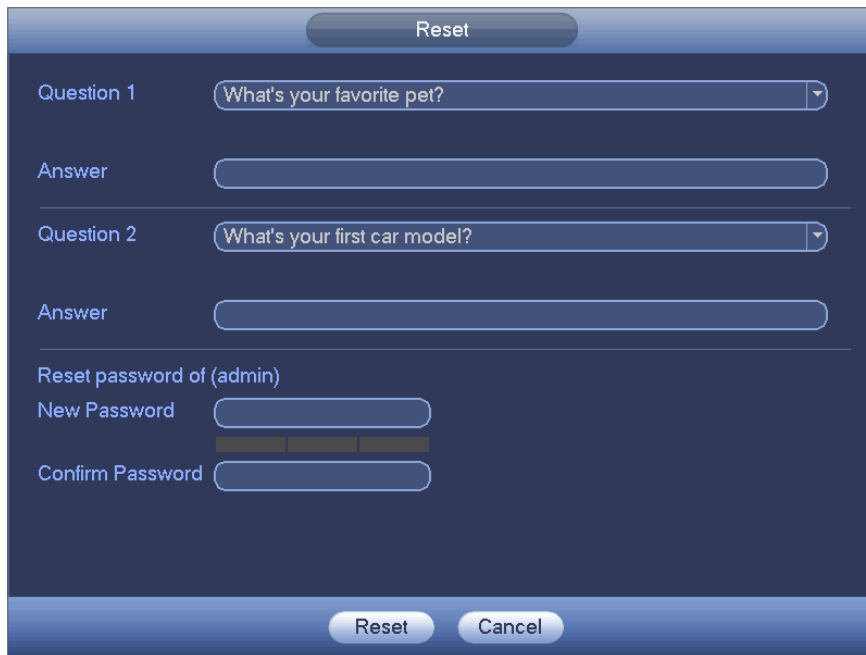 Reset
Question 1 What's your favorite pet?
Answer
Question 2 What's your first car model?
Answer
Reset password of (admin)
New Password
Confirm Password
Reset Cancel